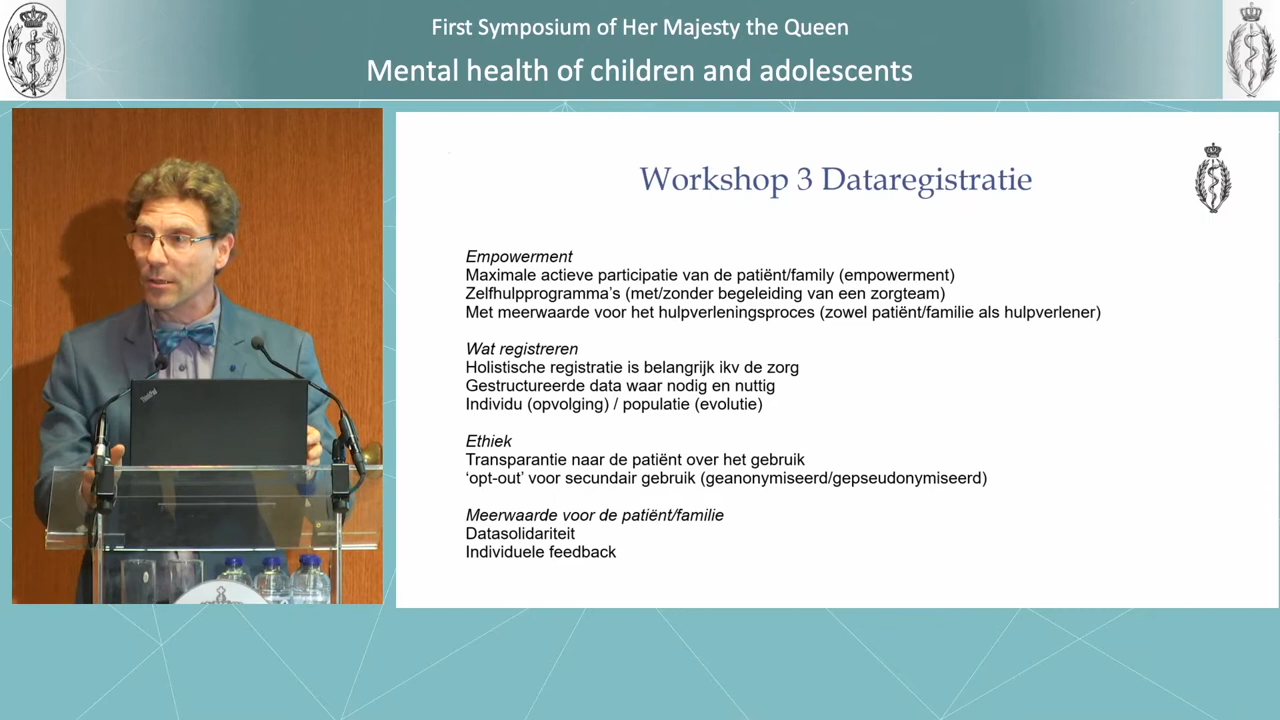 First Symposium of Her Majesty the Queen
Mental health of children and adolescents
Workshop 3 Dataregistratie
Empowerment
Maximale actieve participatie van de patiënt/family (empowerment)
Zelfhulpprogramma's (met/zonder begeleiding van een zorgteam)
Met meerwaarde voor het hulpverleningsproces (zowel patiënt/familie als hulpverlener)
Wat registreren
Holistische registratie is belangrijk ikv de zorg
Gestructureerde data waar nodig en nuttig
Individu (opvolging) / populatie (evolutie)
Ethiek
Transparantie naar de patiënt over het gebruik
‘opt-out’ voor secundair gebruik (geanonymiseerd/gepseudonymiseerd)
Meerwaarde voor de patiënt/familie
Datasolidariteit
Individuele feedback
ThinkPad